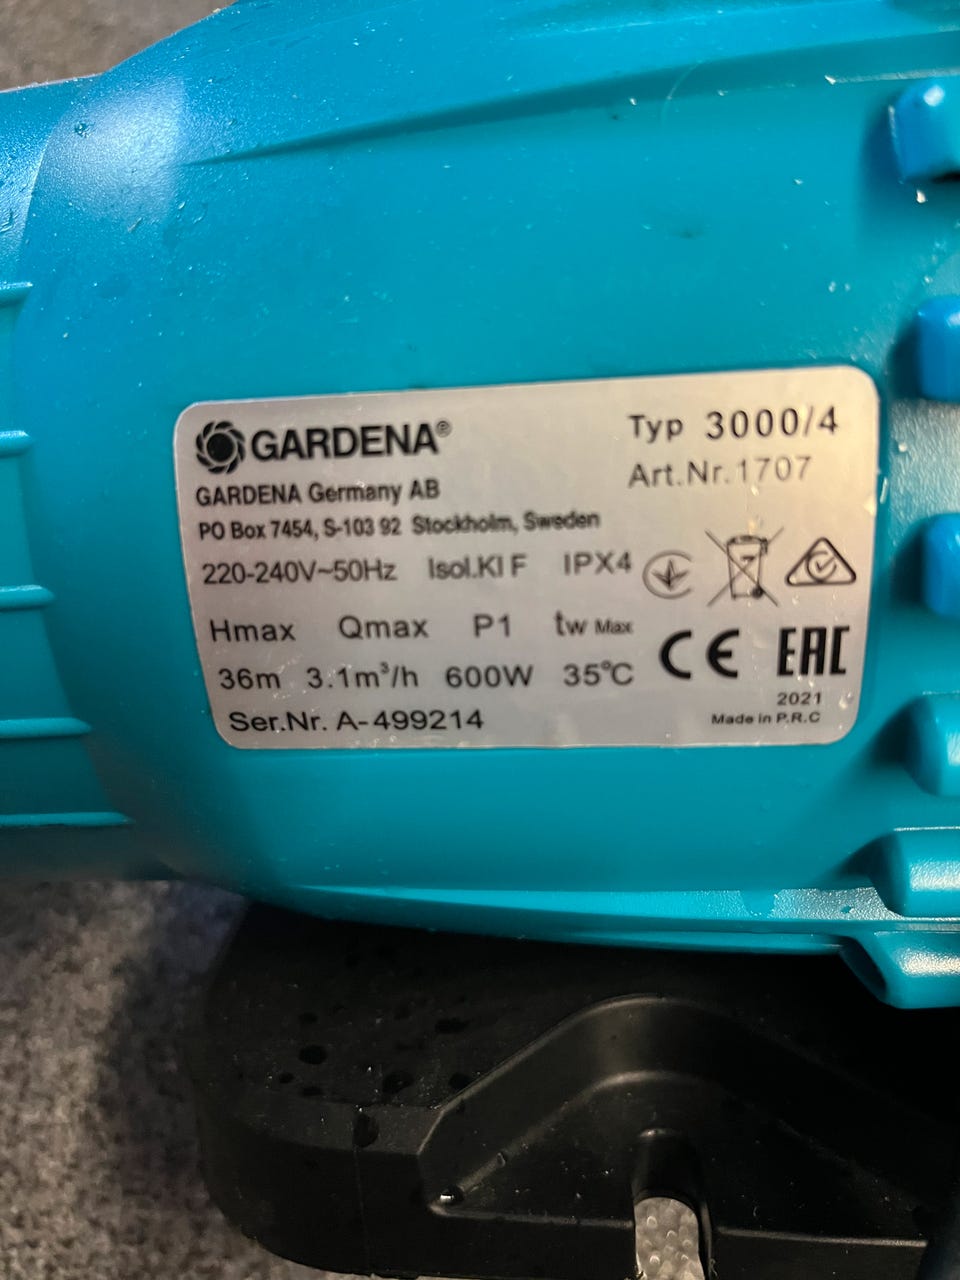 GARDENA®
Typ 3000/4
Art.Nr.1707
GARDENA Germany AB
PO Box 7454, S-103 92 Stockholm, Sweden
220-240V~50Hz Isol.Kl F IPX4
Hmax Qmax P1 tw Max
36m 3.1m³/h 600W 35°C
CE EAC
2021
Ser.Nr. A-499214
Made in P.R.C